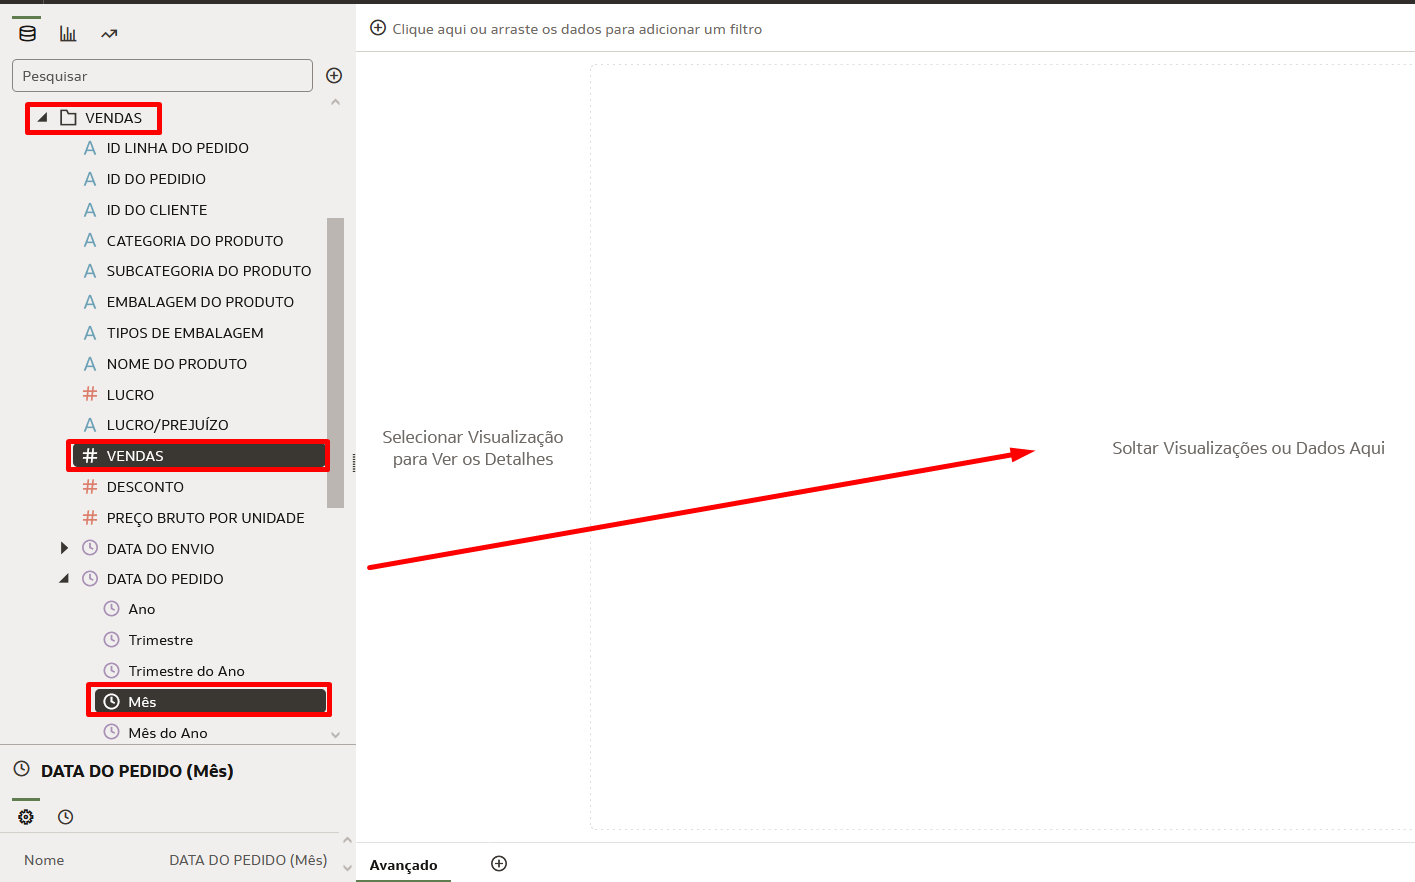 Clique aqui ou arraste os dados para adicionar um filtro
Pesquisar
VENDAS
ID LINHA DO PEDIDO
ID DO PEDIDIO
ID DO CLIENTE
CATEGORIA DO PRODUTO
SUBCATEGORIA DO PRODUTO
EMBALAGEM DO PRODUTO
TIPOS DE EMBALAGEM
NOME DO PRODUTO
LUCRO
LUCRO/PREJUÍZO
VENDAS
DESCONTO
PREÇO BRUTO POR UNIDADE
DATA DO ENVIO
DATA DO PEDIDO
Ano
Trimestre
Trimestre do Ano
Mês
Mês do Ano
DATA DO PEDIDO (Mês)
Nome DATA DO PEDIDO (Mês)
Selecionar Visualização
para Ver os Detalhes
Soltar Visualizações ou Dados Aqui
Avançado